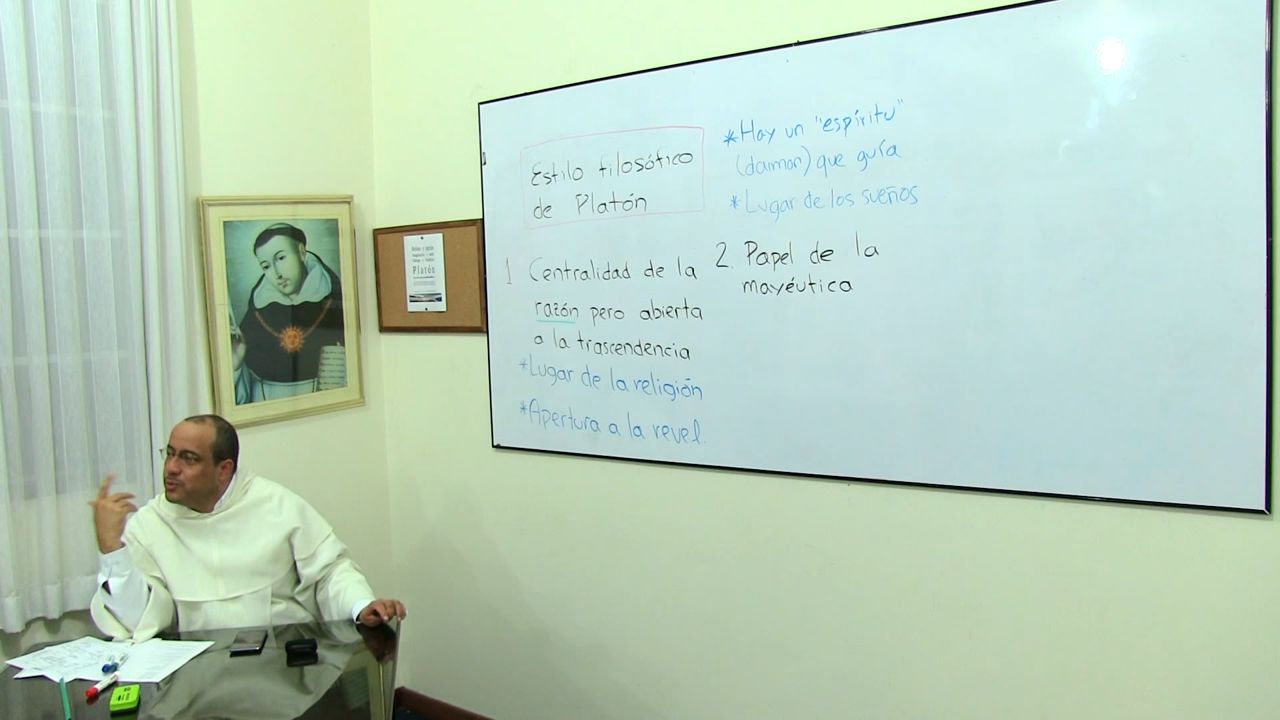 Estilo filosófico
de Platón
1 Centralidad de la
razón pero abierta
a la trascendencia
*Lugar de la religión
*Apertura a la revel.
*Hay un "espíritu"
(daimon) que guía
*Lugar de los sueños
2. Papel de la
mayéutica
Platón